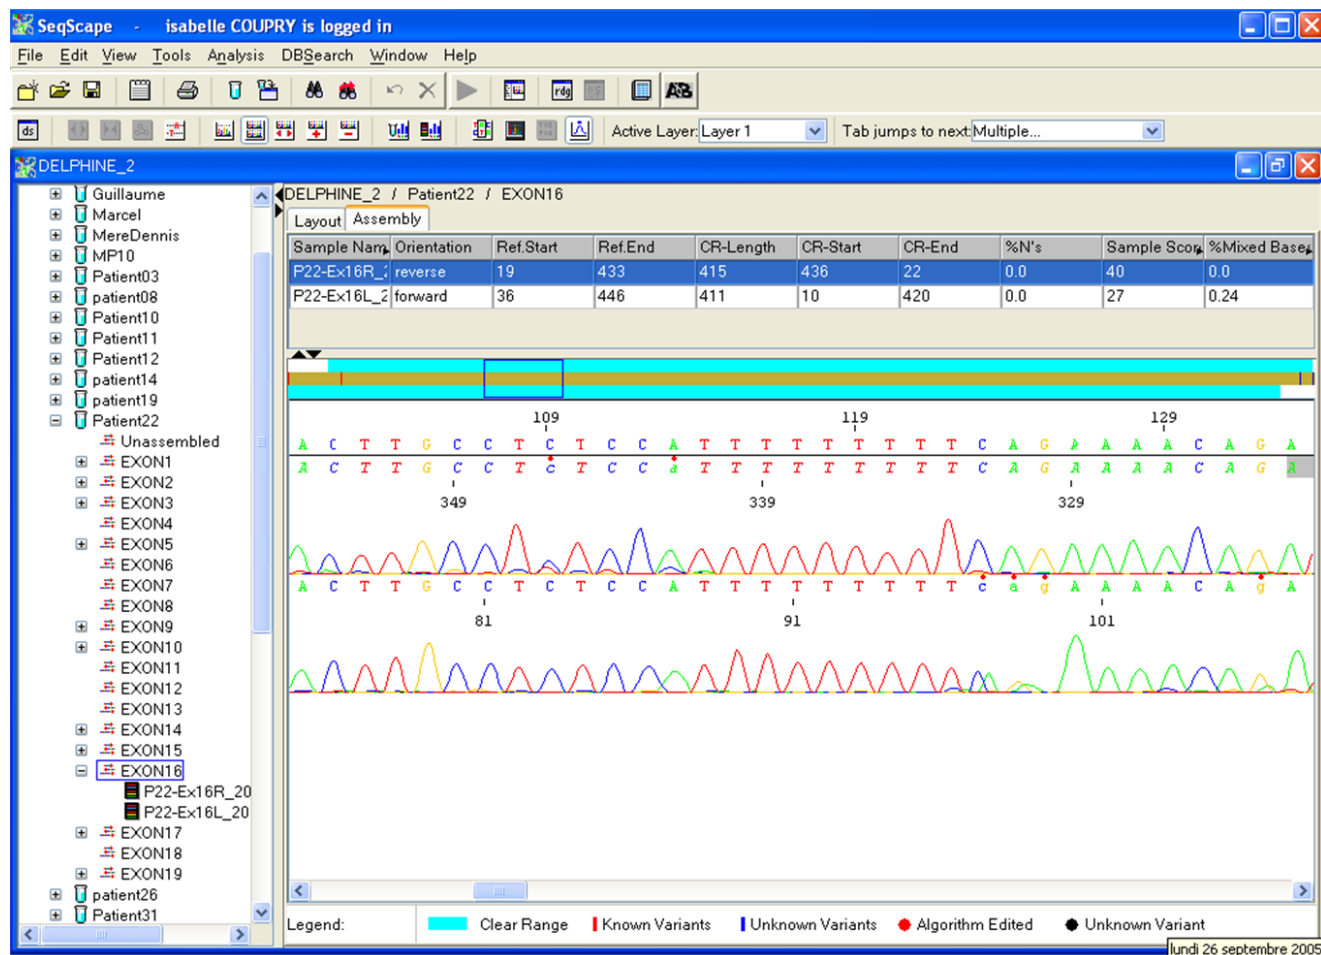 SeqScape - isabelle COUPRY is logged in
File Edit View Tools Analysis DBSearch Window Help
rdg
ds Active Layer: Layer 1 Tab jumps to next: Multiple...
DELPHINE_2
Guillaume
Marcel
MereDennis
MP10
Patient03
patient08
Patient10
Patient11
Patient12
patient14
patient19
Patient22
Unassembled
EXON1
EXON2
EXON3
EXON4
EXON5
EXON6
EXON7
EXON8
EXON9
EXON10
EXON11
EXON12
EXON13
EXON14
EXON15
EXON16
P22-Ex16R_20
P22-Ex16L_20
EXON17
EXON18
EXON19
patient26
Patient31
DELPHINE_2 / Patient22 / EXON16
Layout Assembly
Sample Nam Orientation Ref.Start Ref.End CR-Length CR-Start CR-End %N's Sample Scor %Mixed Base
P22-Ex16R_2 reverse 19 433 415 436 22 0.0 40 0.0
P22-Ex16L_2 forward 36 446 411 10 420 0.0 27 0.24
109 119 129
A C T T G C C T C T C C A T T T T T T T T T C A G A A A A C A G A
A C T T G C C T c T C C a T T T T T T T T T C A G A A A A C A G A
349 339 329
A C T T G C C T C T C C A T T T T T T T T T c a g A A A A C A g A
81 91 101
Legend: Clear Range Known Variants Unknown Variants Algorithm Edited Unknown Variant
lundi 26 septembre 2005